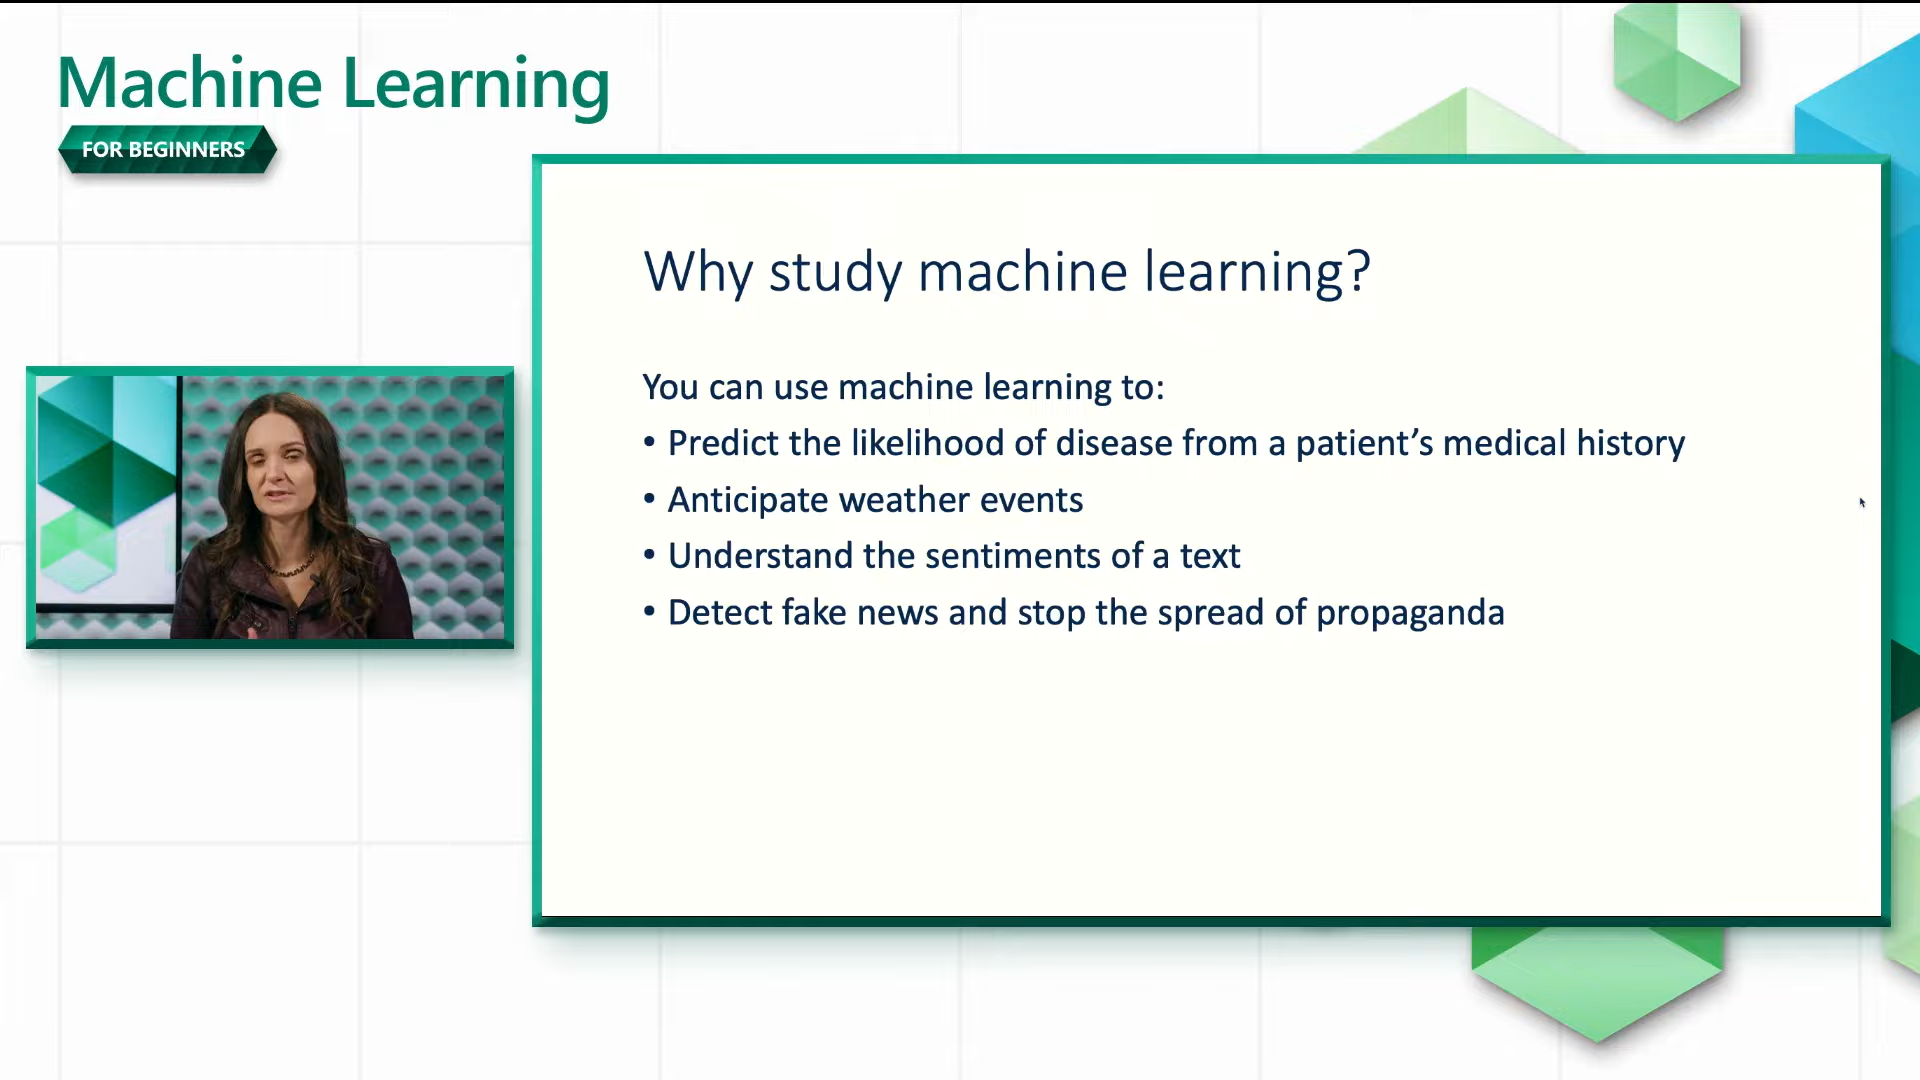 Machine Learning
FOR BEGINNERS
Why study machine learning?
You can use machine learning to:
• Predict the likelihood of disease from a patient’s medical history
• Anticipate weather events
• Understand the sentiments of a text
• Detect fake news and stop the spread of propaganda